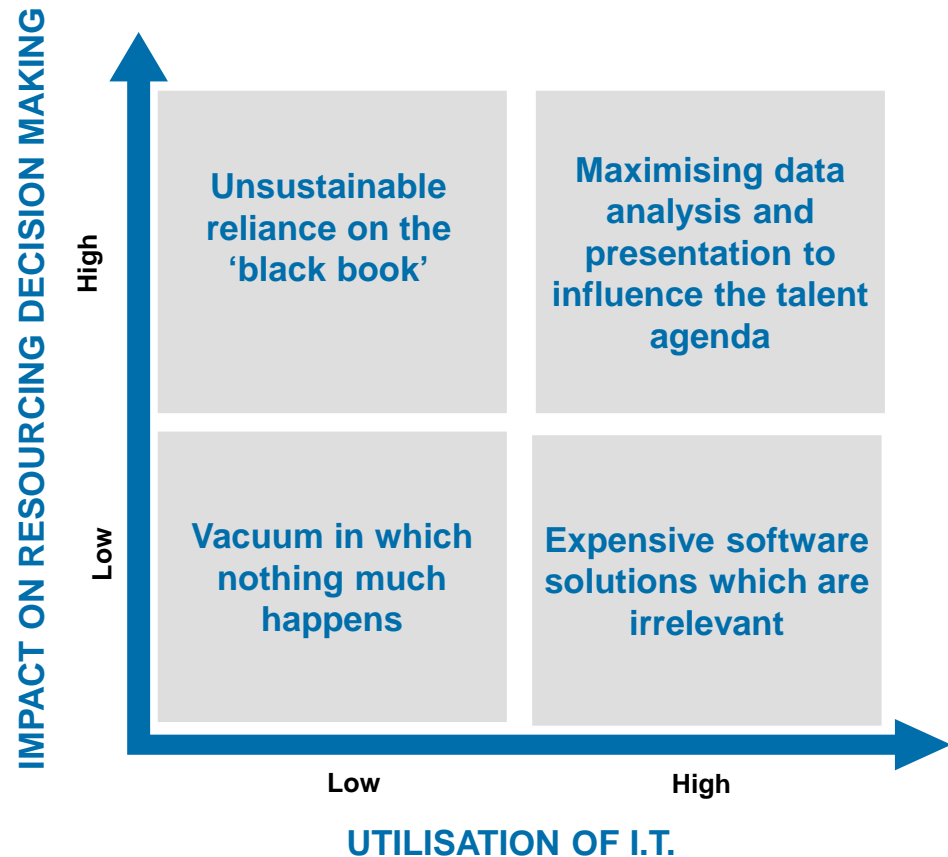 IMPACT ON RESOURCING DECISION MAKING
High
Low
Unsustainable
reliance on the
‘black book’
Maximising data
analysis and
presentation to
influence the talent
agenda
Vacuum in which
nothing much
happens
Expensive software
solutions which are
irrelevant
Low
High
UTILISATION OF I.T.